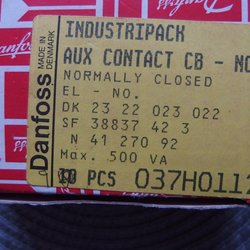 Danfoss
MADE IN
DENMARK
INDUSTRIPACK
AUX CONTACT CB - NC
NORMALLY CLOSED
EL - NO.
DK 23 22 023 022
SF 38837 42 3
N 41 270 92
Max. 500 VA
10 PCS 037H0112